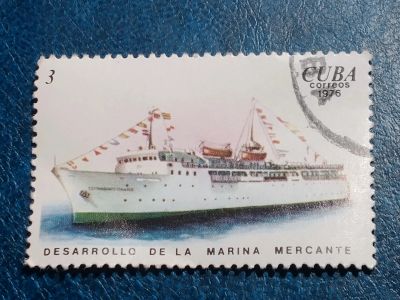 3
CUBA
correos
1976
DESARROLLO DE LA MARINA MERCANTE